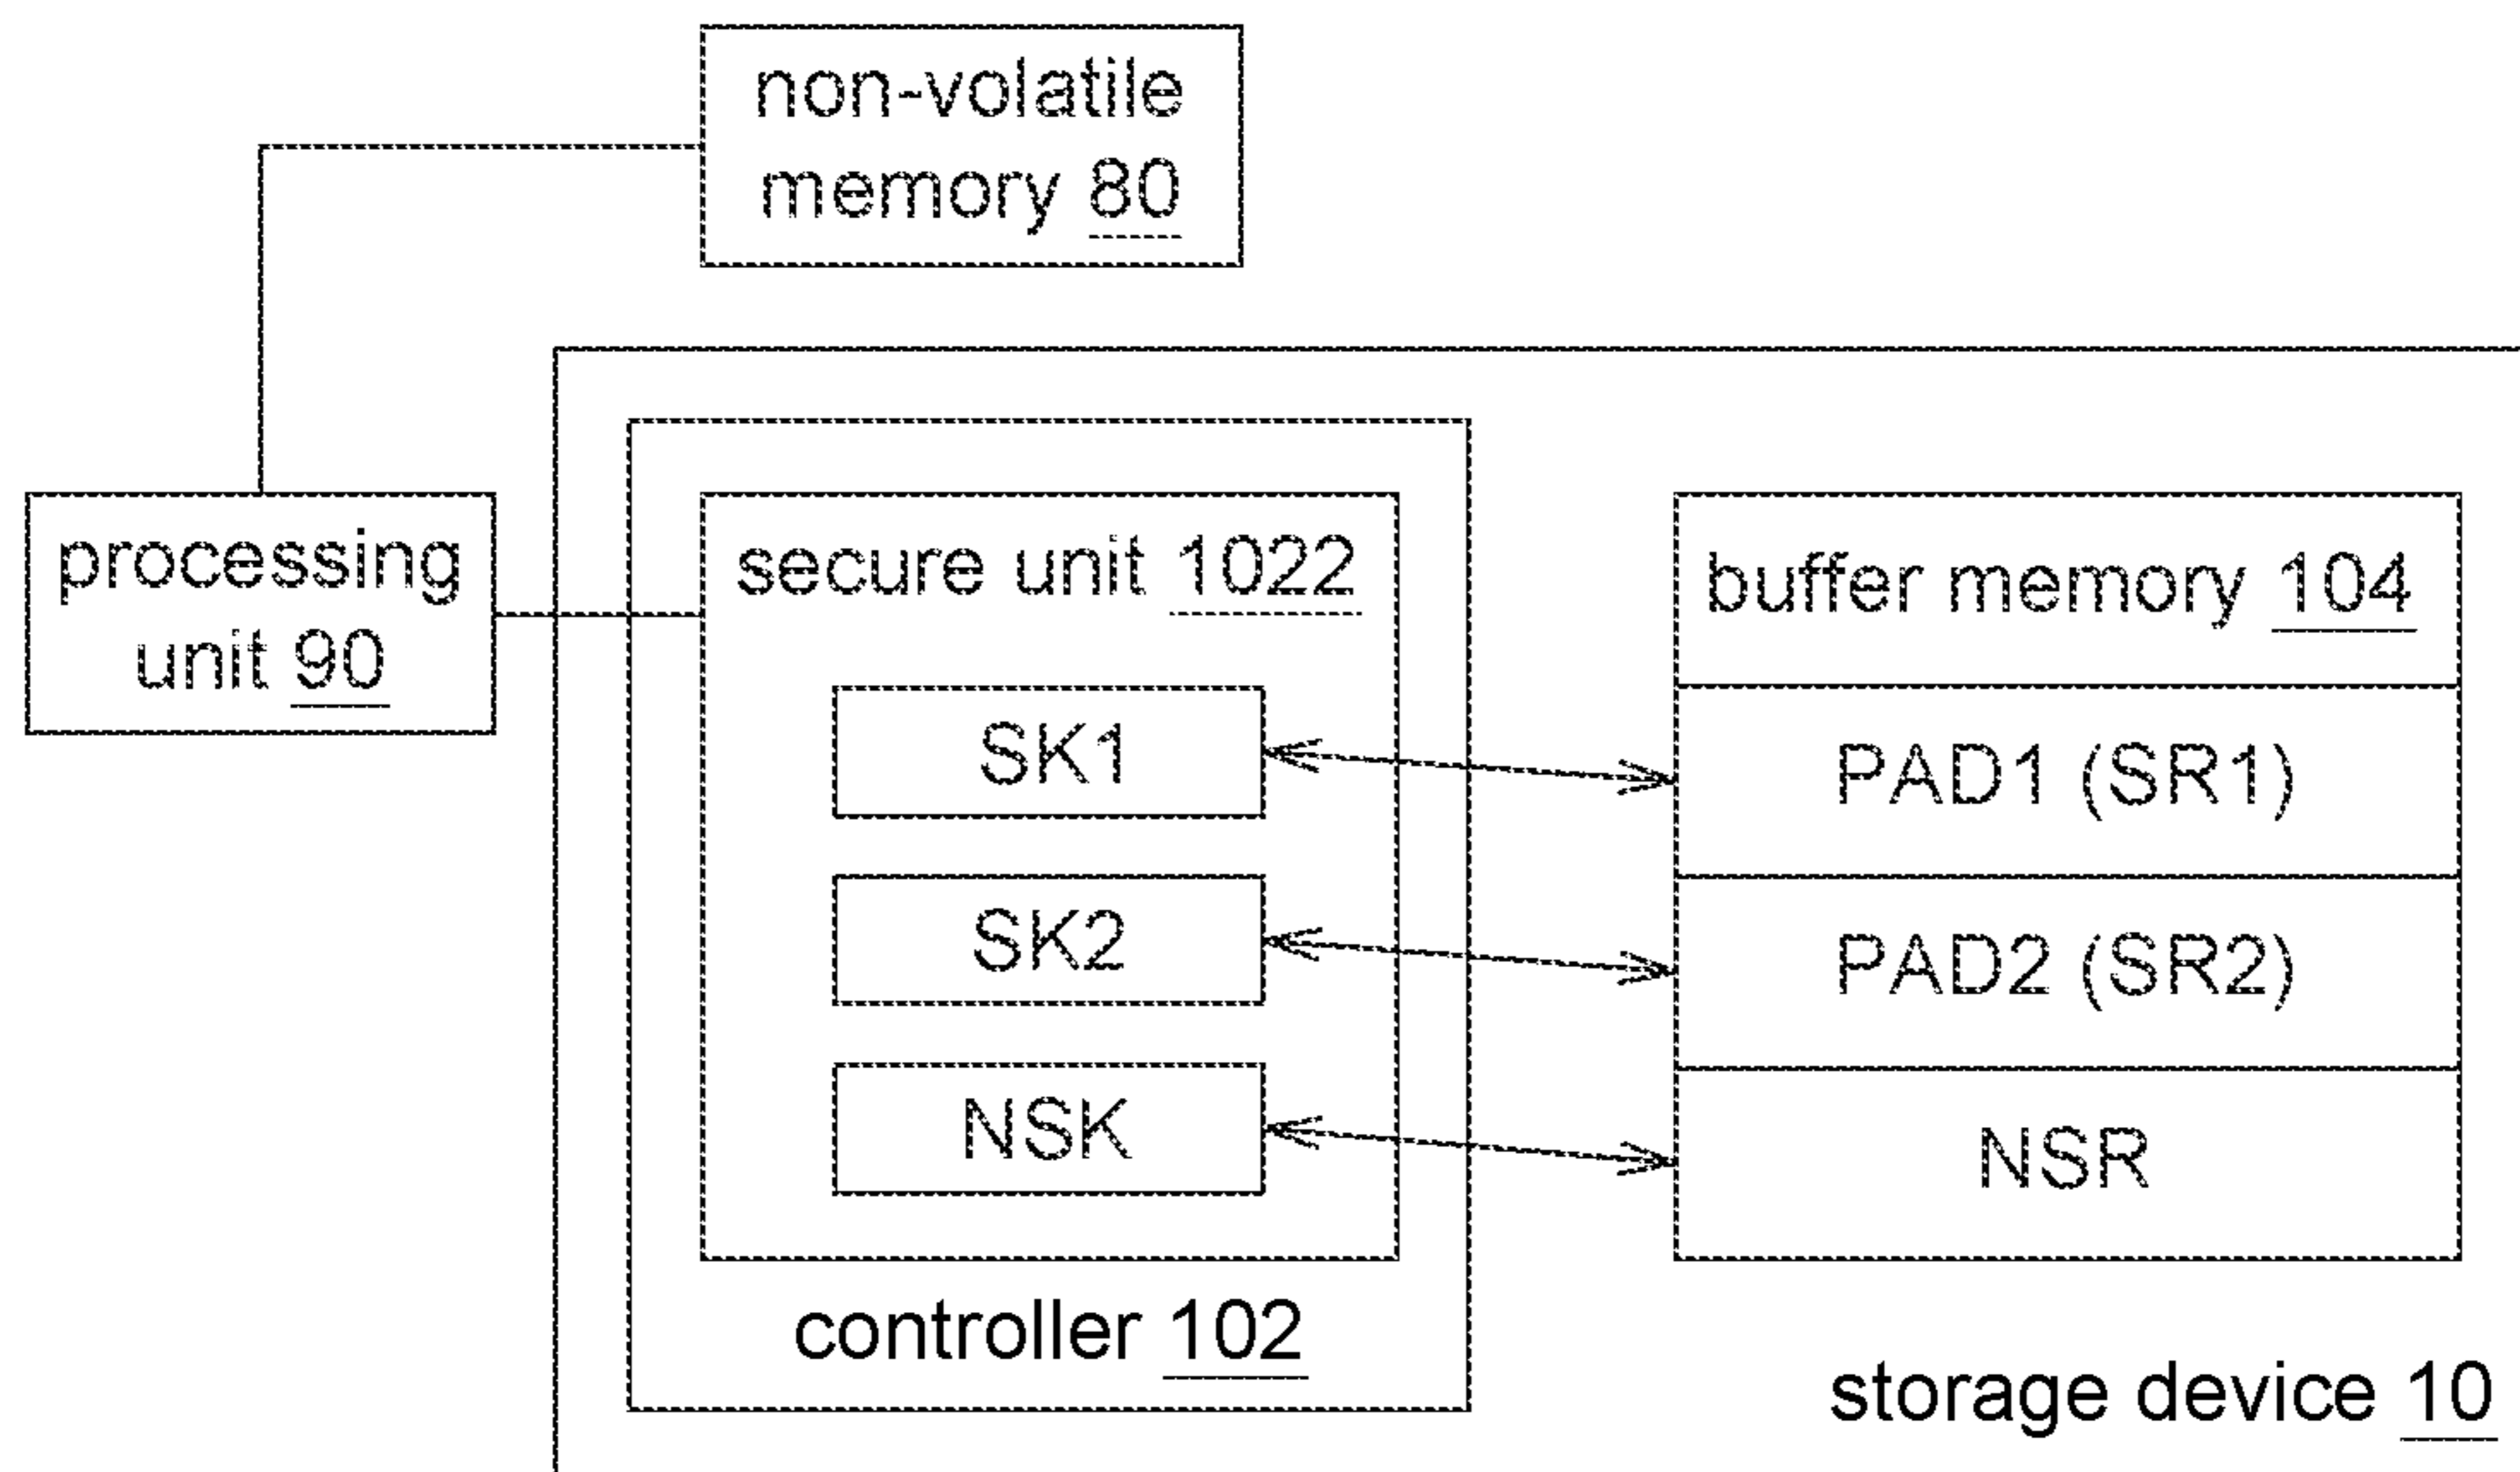 non-volatile
memory 80
processing
unit 90
secure unit 1022
SK1
SK2
NSK
controller 102
buffer memory 104
PAD1 (SR1)
PAD2 (SR2)
NSR
storage device 10